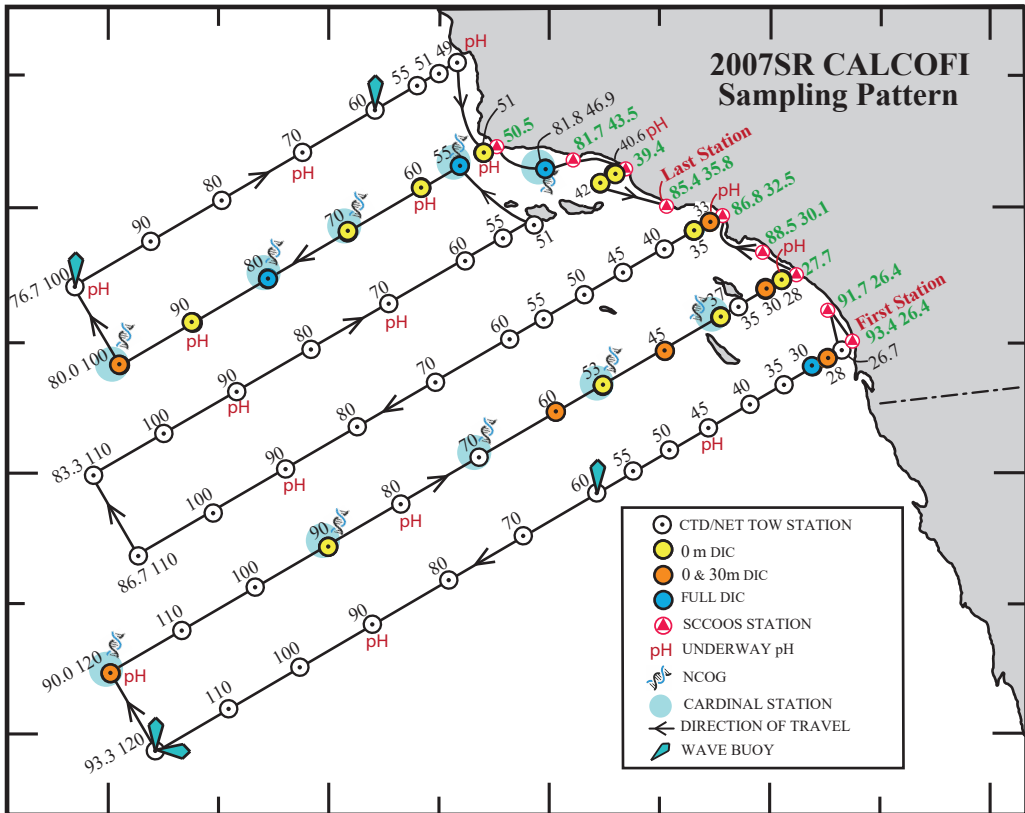 2007SR CALCOFI
Sampling Pattern
pH
49
51
55
60
70
pH
80
90
76.7 100
pH
51
50.5
pH
81.8 46.9
81.7 43.5
40.6
pH
39.4
42
Last Station
85.4 35.8
55
60
pH
70
80
90
pH
80.0 100
33
pH
86.8 32.5
35
88.5 30.1
pH
27.7
28
30
91.7 26.4
First Station
93.4 26.4
26.7
51
55
60
70
pH
80
90
pH
100
83.3 110
40
45
50
55
60
70
80
90
pH
100
86.7 110
35
37
45
53
60
70
80
pH
90
100
110
90.0 120
pH
28
30
35
40
45
pH
50
55
60
70
80
90
pH
100
110
93.3 120
CTD/NET TOW STATION
0 m DIC
0 & 30m DIC
FULL DIC
SCCOOS STATION
pH UNDERWAY pH
NCOG
CARDINAL STATION
DIRECTION OF TRAVEL
WAVE BUOY